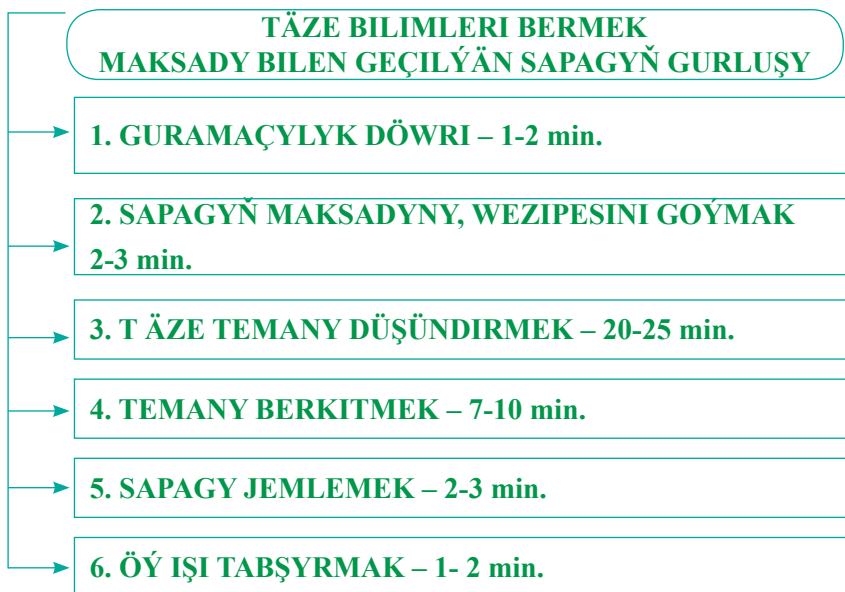 TÄZE BILIMLERI BERMEK
MAKSADY BILEN GEÇILÝÄN SAPAGYŇ GURLUŞY
1. GURAMAÇYLYK DÖWRI – 1-2 min.
2. SAPAGYŇ MAKSADYNY, WEZIPESINI GOÝMAK
2-3 min.
3. T ÄZE TEMANY DÜŞÜNDIRMEK – 20-25 min.
4. TEMANY BERKITMEK – 7-10 min.
5. SAPAGY JEMLEMEK – 2-3 min.
6. ÖÝ IŞI TABŞYRMAK – 1- 2 min.